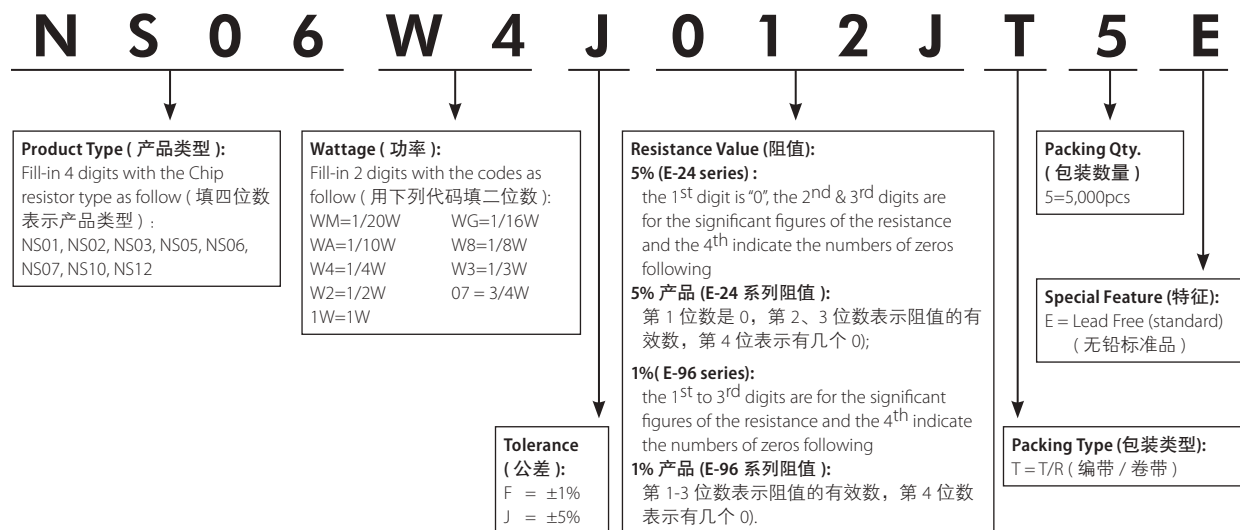 N S 0 6 W 4 J 0 1 2 J T 5 E
Product Type ( 产品类型 ):
Fill-in 4 digits with the Chip
resistor type as follow ( 填四位数
表示产品类型 ) :
NS01, NS02, NS03, NS05, NS06,
NS07, NS10, NS12
Wattage ( 功率 ):
Fill-in 2 digits with the codes as
follow ( 用下列代码填二位数 ):
WM=1/20W WG=1/16W
WA=1/10W W8=1/8W
W4=1/4W W3=1/3W
W2=1/2W 07 = 3/4W
1W=1W
Tolerance
( 公差 ):
F = ±1%
J = ±5%
Resistance Value (阻值):
5% (E-24 series) :
the 1st digit is “0”, the 2nd & 3rd digits are
for the significant figures of the resistance
and the 4th indicate the numbers of zeros
following
5% 产品 (E-24 系列阻值 ):
第 1 位数是 0，第 2、3 位数表示阻值的有
效数，第 4 位表示有几个 0);
1%( E-96 series):
the 1st to 3rd digits are for the significant
figures of the resistance and the 4th indicate
the numbers of zeros following
1% 产品 (E-96 系列阻值 ):
第 1-3 位数表示阻值的有效数，第 4 位数
表示有几个 0).
Packing Type (包装类型):
T = T/R ( 编带 / 卷带 )
Packing Qty.
( 包装数量 )
5=5,000pcs
Special Feature (特征):
E = Lead Free (standard)
( 无铅标准品 )